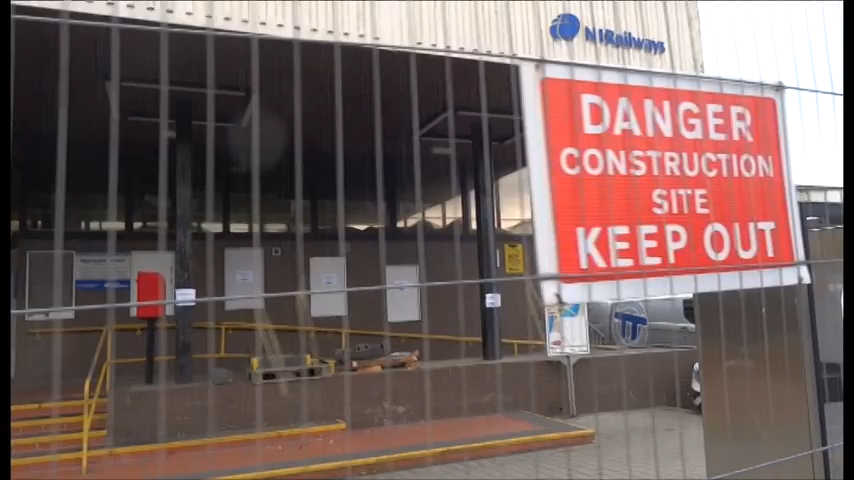 NIRailways
DANGER
CONSTRUCTION
SITE
KEEP OUT